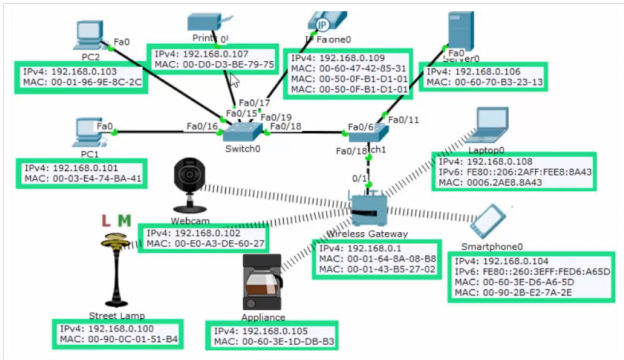 PC2
Fa0
IPv4: 192.168.0.103
MAC: 00-01-96-9E-8C-2C
IPv4: 192.168.0.107
MAC: 00-D0-D3-BE-79-75
IP
IPv4: 192.168.0.109
MAC: 00-60-47-42-85-31
MAC: 00-50-0F-B1-D1-01
MAC: 00-50-0F-B1-D1-01
Fa0
Server0
IPv4: 192.168.0.106
MAC: 00-60-70-B3-23-13
Fa0/17
Fa0/15
Fa0/19
Fa0/16
Fa0/18
Switch0
Fa0/11
Fa0/6
Fa0/18
0/1
Fa0
PC1
IPv4: 192.168.0.101
MAC: 00-03-E4-74-BA-41
Laptop0
IPv4: 192.168.0.108
IPv6: FE80::206:2AFF:FEE8:8A43
MAC: 0006.2AE8.8A43
Webcam
IPv4: 192.168.0.102
MAC: 00-E0-A3-DE-60-27
Wireless Gateway
IPv4: 192.168.0.1
MAC: 00-01-64-8A-08-B8
MAC: 00-01-43-B5-27-02
Smartphone0
IPv4: 192.168.0.104
IPv6: FE80::260:3EFF:FED6:A65D
MAC: 00-60-3E-D6-A6-5D
MAC: 00-90-2B-E2-7A-2E
L M
Street Lamp
IPv4: 192.168.0.100
MAC: 00-90-0C-01-51-B4
Appliance
IPv4: 192.168.0.105
MAC: 00-60-3E-1D-DB-B3